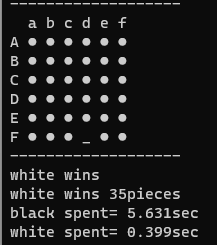 -------------------
  a b c d e f
A ● ● ● ● ● ●
B ● ● ● ● ● ●
C ● ● ● ● ● ●
D ● ● ● ● ● ●
E ● ● ● ● ● ●
F ● ● ● _ ● ●
-------------------
white wins
white wins 35pieces
black spent= 5.631sec
white spent= 0.399sec